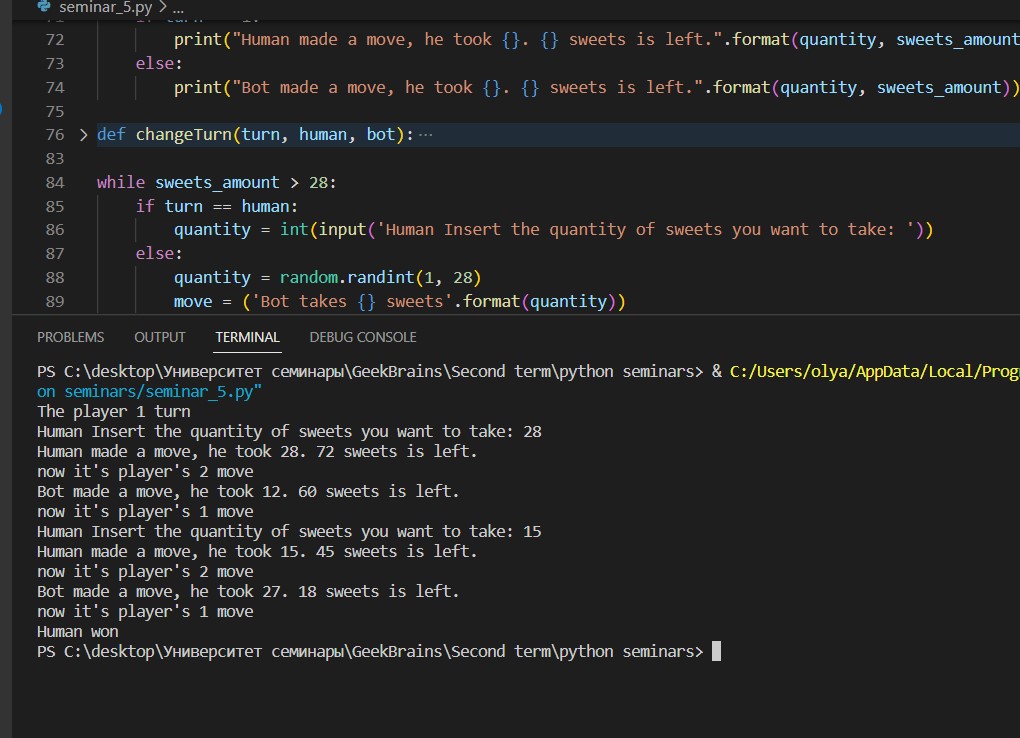 seminar_5.py > ...
72 print("Human made a move, he took {}. {} sweets is left.".format(quantity, sweets_amount
73 else:
74 print("Bot made a move, he took {}. {} sweets is left.".format(quantity, sweets_amount))
75
76 > def changeTurn(turn, human, bot): ...
83
84 while sweets_amount > 28:
85 if turn == human:
86 quantity = int(input('Human Insert the quantity of sweets you want to take: '))
87 else:
88 quantity = random.randint(1, 28)
89 move = ('Bot takes {} sweets'.format(quantity))
PROBLEMS OUTPUT TERMINAL DEBUG CONSOLE
PS C:\desktop\Университет семинары\GeekBrains\Second term\python seminars> & C:/Users/olya/AppData/Local/Prog
on seminars/seminar_5.py"
The player 1 turn
Human Insert the quantity of sweets you want to take: 28
Human made a move, he took 28. 72 sweets is left.
now it's player's 2 move
Bot made a move, he took 12. 60 sweets is left.
now it's player's 1 move
Human Insert the quantity of sweets you want to take: 15
Human made a move, he took 15. 45 sweets is left.
now it's player's 2 move
Bot made a move, he took 27. 18 sweets is left.
now it's player's 1 move
Human won
PS C:\desktop\Университет семинары\GeekBrains\Second term\python seminars>